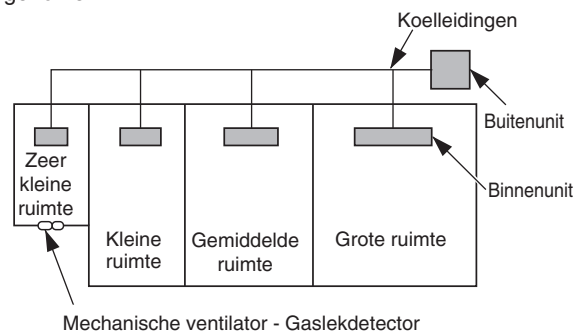 Koelleidingen
Buitenunit
Binnenunit
Zeer
kleine
ruimte
Kleine
ruimte
Gemiddelde
ruimte
Grote ruimte
Mechanische ventilator - Gaslekdetector